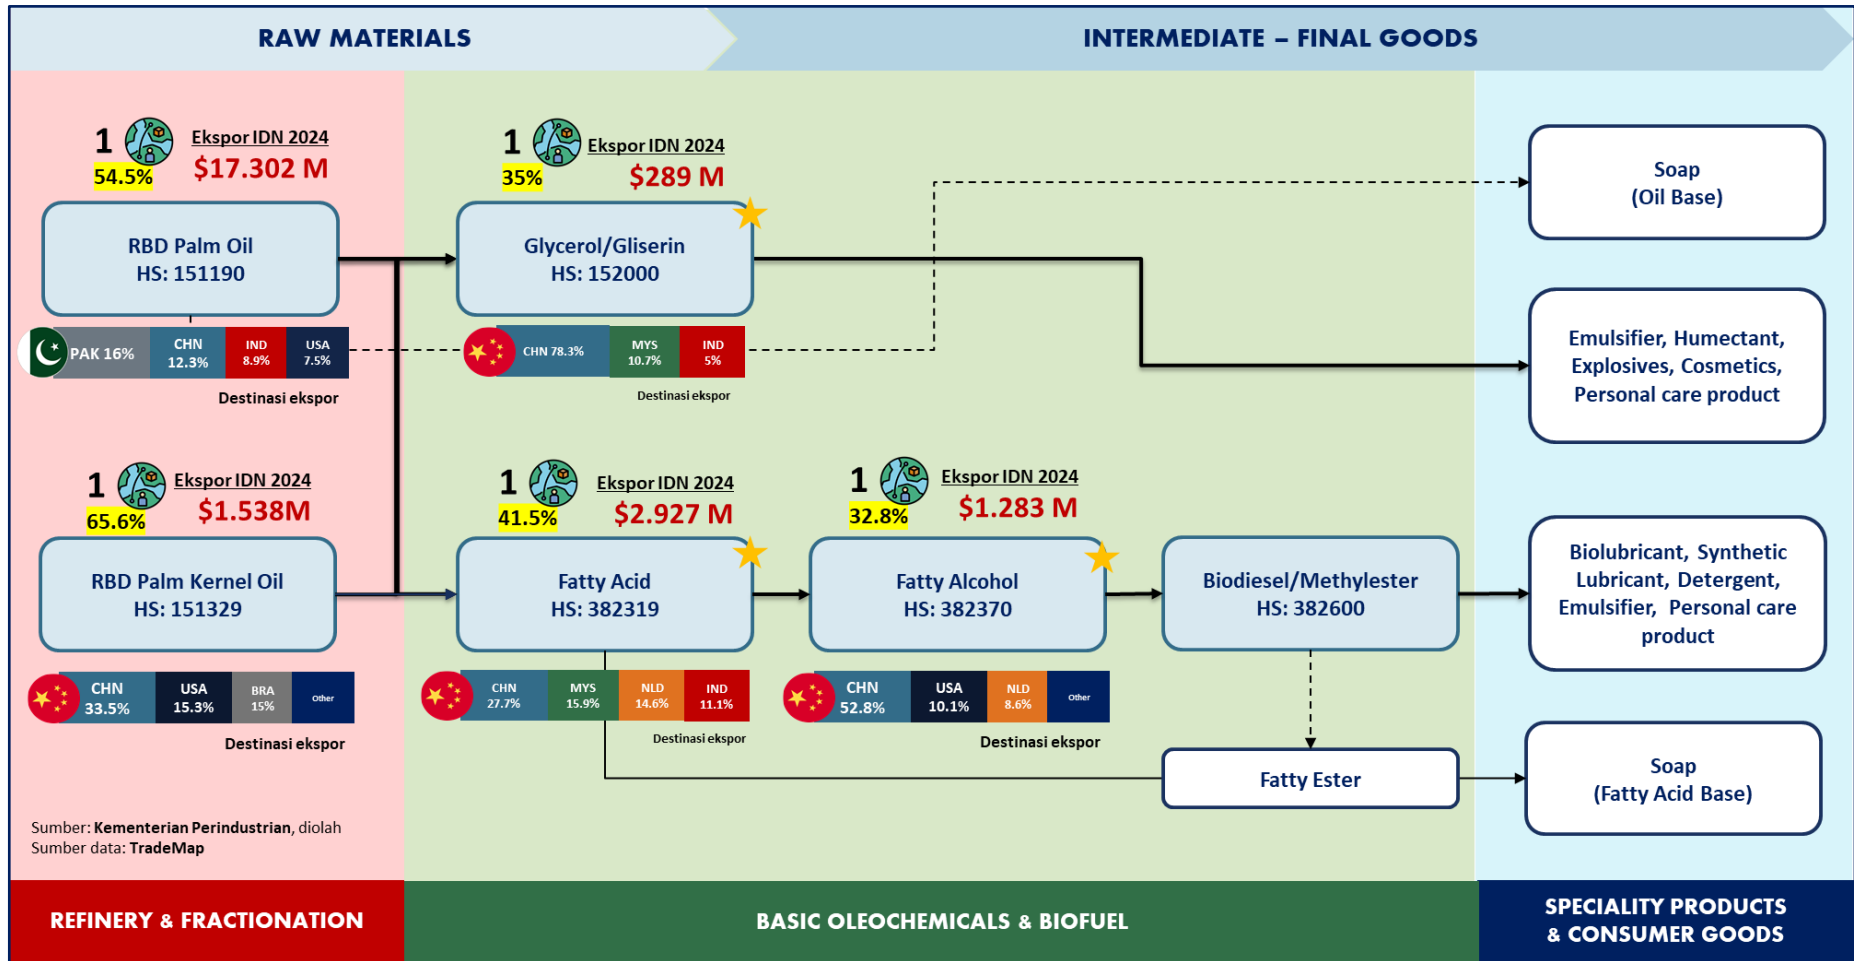 RAW MATERIALS
INTERMEDIATE – FINAL GOODS
1
54.5%
Ekspor IDN 2024
$17.302 M
RBD Palm Oil
HS: 151190
PAK 16%
CHN
12.3%
IND
8.9%
USA
7.5%
Destinasi ekspor
1
35%
Ekspor IDN 2024
$289 M
Glycerol/Gliserin
HS: 152000
CHN 78.3%
MYS
10.7%
IND
5%
Destinasi ekspor
Soap
(Oil Base)
Emulsifier, Humectant,
Explosives, Cosmetics,
Personal care product
1
65.6%
Ekspor IDN 2024
$1.538M
RBD Palm Kernel Oil
HS: 151329
CHN
33.5%
USA
15.3%
BRA
15%
Other
Destinasi ekspor
1
41.5%
Ekspor IDN 2024
$2.927 M
Fatty Acid
HS: 382319
CHN
27.7%
MYS
15.9%
NLD
14.6%
IND
11.1%
Destinasi ekspor
1
32.8%
Ekspor IDN 2024
$1.283 M
Fatty Alcohol
HS: 382370
CHN
52.8%
USA
10.1%
NLD
8.6%
Other
Destinasi ekspor
Biodiesel/Methylester
HS: 382600
Biolubricant, Synthetic
Lubricant, Detergent,
Emulsifier, Personal care
product
Fatty Ester
Soap
(Fatty Acid Base)
Sumber: Kementerian Perindustrian, diolah
Sumber data: TradeMap
REFINERY & FRACTIONATION
BASIC OLEOCHEMICALS & BIOFUEL
SPECIALITY PRODUCTS
& CONSUMER GOODS